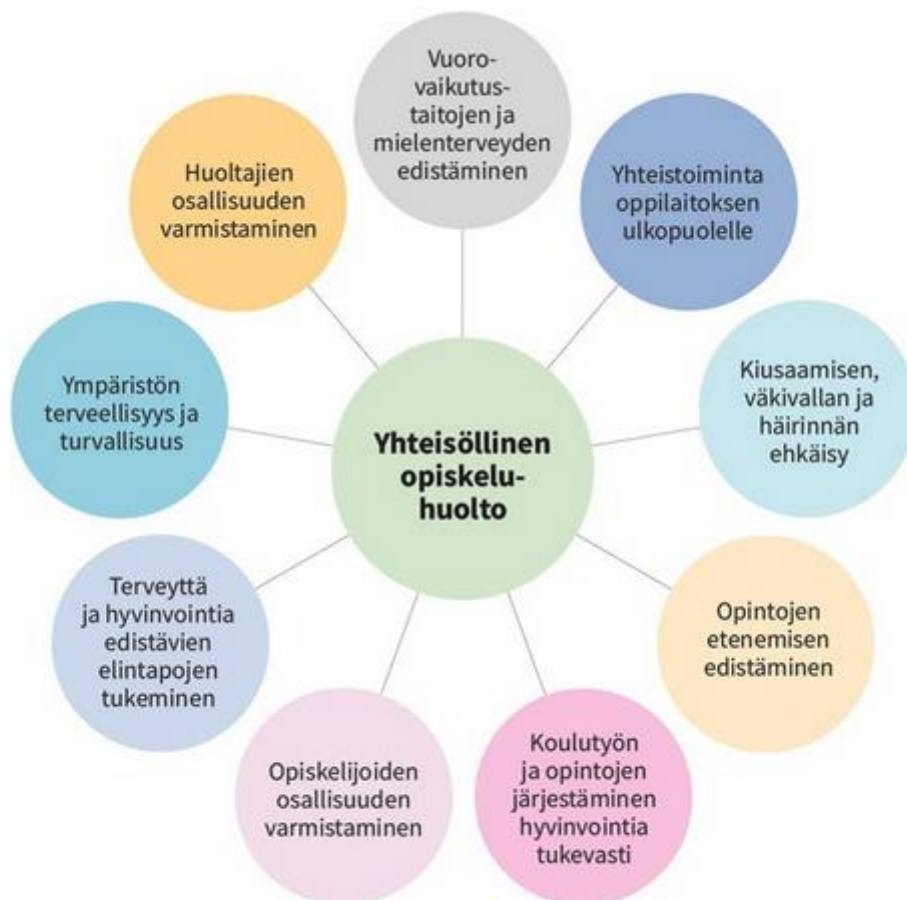 Vuoro-
vaikutus-
taitojen ja
mielenterveyden
edistäminen
Yhteistoiminta
oppilaitoksen
ulkopuolelle
Kiusaamisen,
väkivallan ja
häirinnän
ehkäisy
Opintojen
etenemisen
edistäminen
Koulutyön
ja opintojen
järjestäminen
hyvinvointia
tukevasti
Opiskelijoiden
osallisuuden
varmistaminen
Terveyttä
ja hyvinvointia
edistävien
elintapojen
tukeminen
Ympäristön
terveellisyys ja
turvallisuus
Huoltajien
osallisuuden
varmistaminen
Yhteisöllinen
opiskelu-
huolto